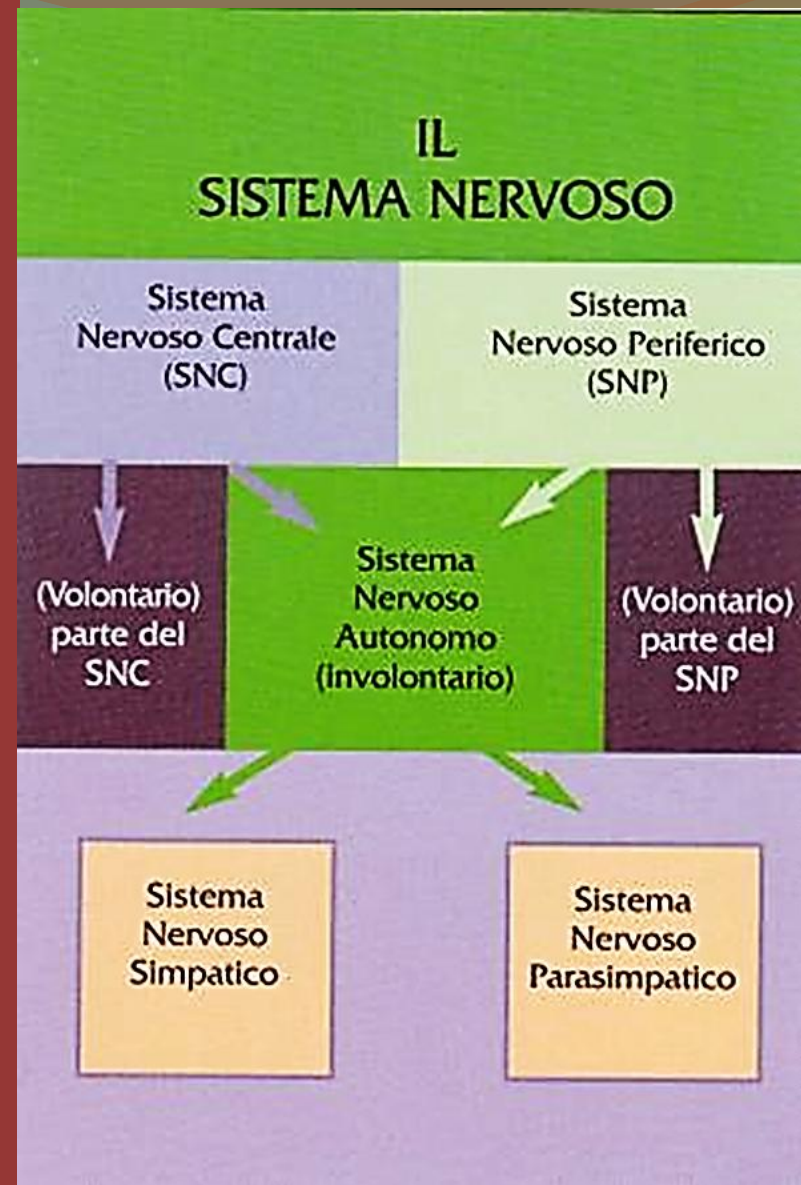 IL
SISTEMA NERVOSO
Sistema
Nervoso Centrale
(SNC)
Sistema
Nervoso Periferico
(SNP)
(Volontario)
parte del
SNC
Sistema
Nervoso
Autonomo
(Involontario)
(Volontario)
parte del
SNP
Sistema
Nervoso
Simpatico
Sistema
Nervoso
Parasimpatico